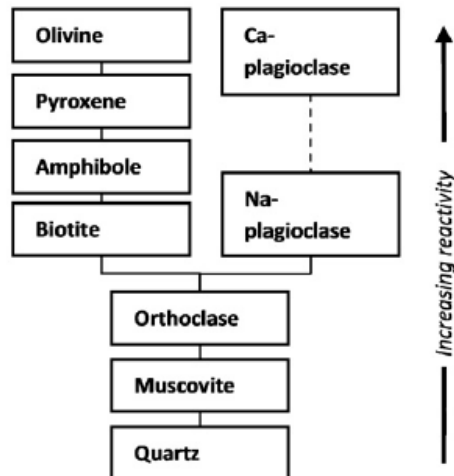 Olivine
Pyroxene
Amphibole
Biotite
Ca-
plagioclase
Na-
plagioclase
Orthoclase
Muscovite
Quartz
Increasing reactivity